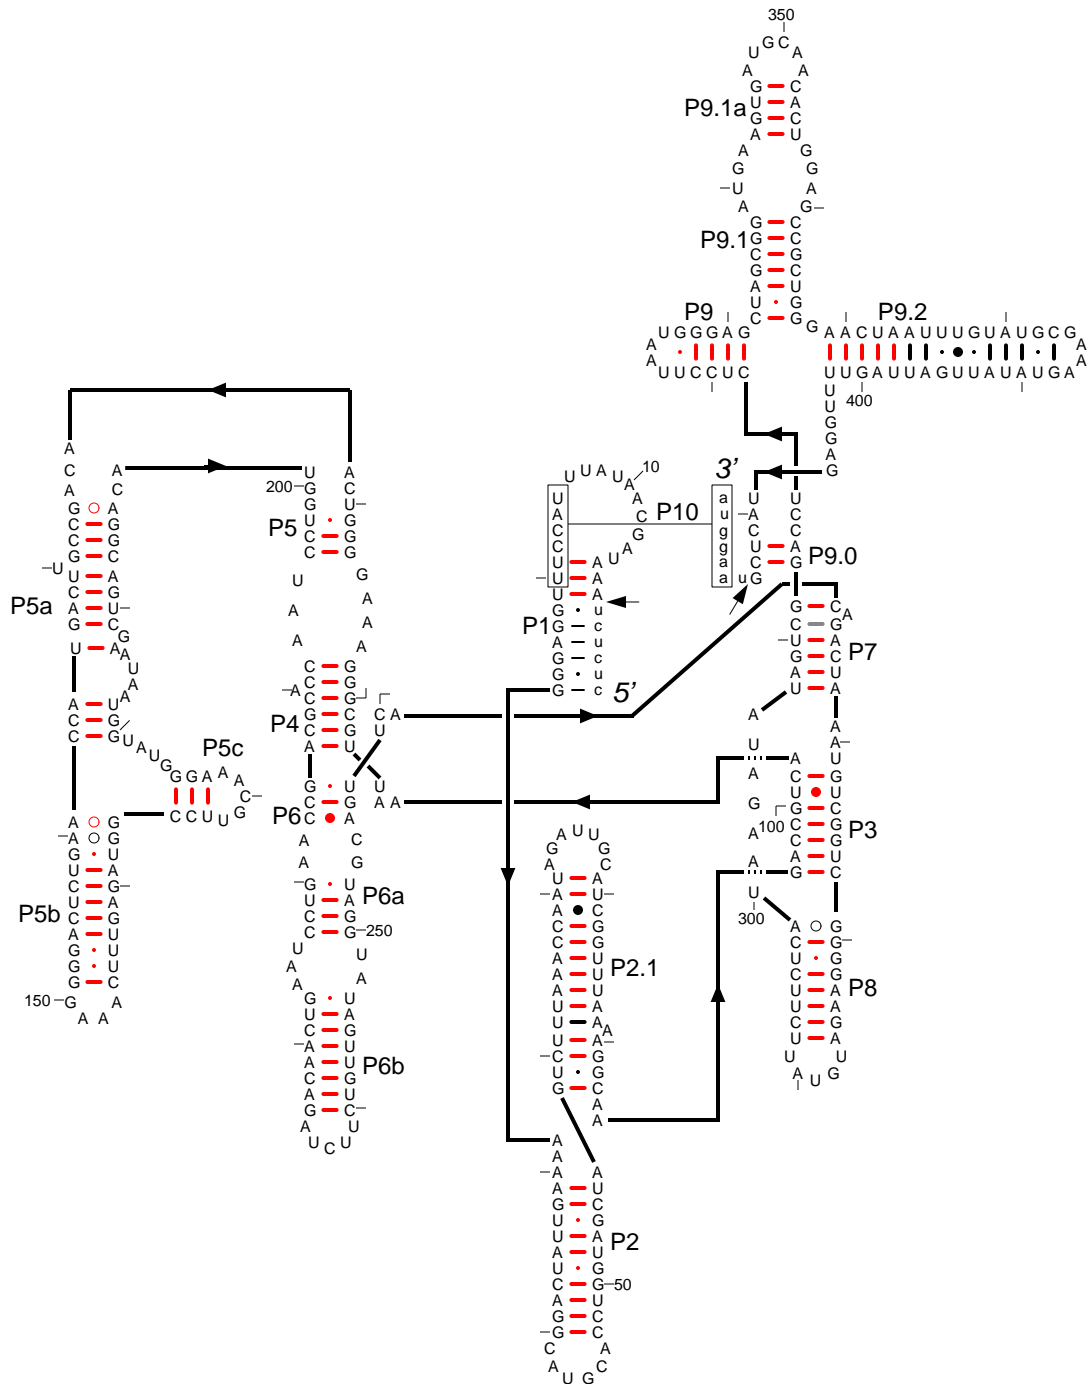 350
U G C A
A A
P9.1a
G U G A A G U A G G C G A U C
C A C U G G A G C C G C U G G G
P9.1
P9
A U G G G A G
A
U U C C U C
P9.2
A A C U A A U U U G U A U G C G A
U U U G A U U A G U U A U A U G A A
400
U U G G A G
A C A G C C G U U C A G U
A C A G G C A G U C A
P5a
G A U A A
A C C
U G G U A U G
P5c
G G A A A C G U U C C
P5b
A A G U C C U C A G G G G
G G U A G A G U U U C A
150
A A
200
U G G U C C U A A
A C U G G G G A A A
P5
P4
C C A C G C A
G G G C G U
C A
U
U A A
P6
G C C A A
U G A C G
P6a
G U C C U A A
U A G G U A
250
P6b
G U C A A C A G A U C U
U A G U U G U C U
P10
10
U U A U A A C G A U
U A C C U U U G G A G G G
A A A u c u c u c
P1
5’
3’
a u g g a a u
U A C U C G
U C C A G
P9.0
P7
G C U G A U
C A G A C U A
A A U
A U A G A A U
300
P3
A C U G C C A G
G U C G G U C
100
P8
A C U C U U C U U A U G
G G G A A G A U
P2.1
G A U U G C
A G A U A A C C A A A U U U C U G
A U C G G U U U A A A A G G C A A
P2
A A A A G U U A U C A G G C A U G C
A U C G A U G G U C C A
50